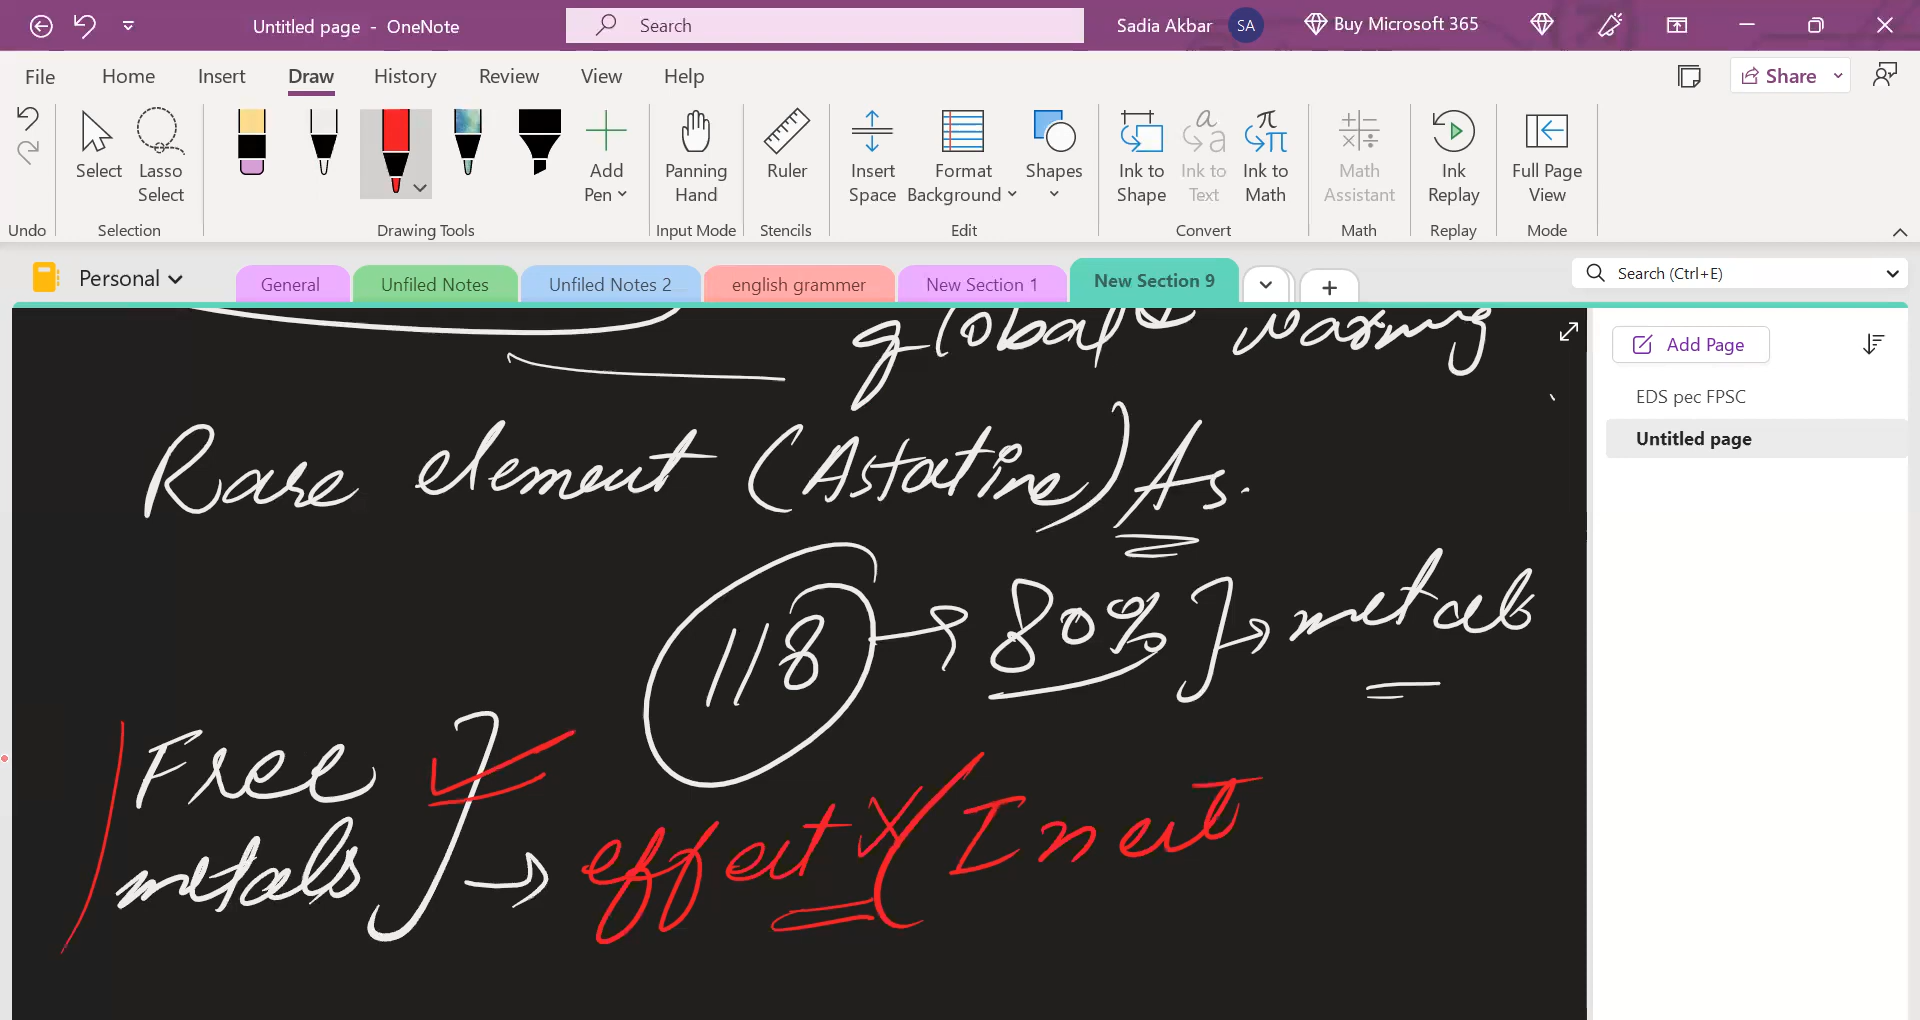 Untitled page - OneNote
Search
Sadia Akbar SA
Buy Microsoft 365
File Home Insert Draw History Review View Help
Share
Select
Lasso Select
Add Pen
Panning Hand
Ruler
Insert Space
Format Background
Shapes
Ink to Shape
Ink to Text
Ink to Math
Math Assistant
Ink Replay
Full Page View
Undo Selection Drawing Tools Input Mode Stencils Edit Convert Math Replay Mode
Personal General Unfiled Notes Unfiled Notes 2 english grammer New Section 1 New Section 9
Search (Ctrl+E)
Add Page
EDS pec FPSC
Untitled page
global warming
Rare element (Astatine) As.
118 → 80% } → metals
Free
metals } → effect X (Inert